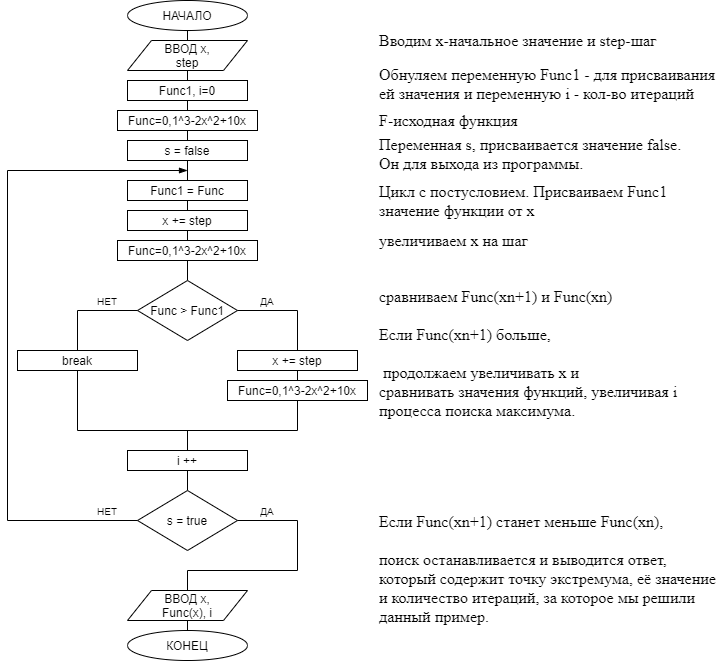 НАЧАЛО
ВВОД x,
step
Вводим x-начальное значение и step-шаг
Func1, i=0
Обнуляем переменную Func1 - для присваивания
ей значения и переменную i - кол-во итераций
Func=0,1^3-2x^2+10x
F-исходная функция
s = false
Переменная s, присваивается значение false.
Он для выхода из программы.
Func1 = Func
Цикл с постусловием. Присваиваем Func1
значение функции от x
x += step
Func=0,1^3-2x^2+10x
увеличиваем x на шаг
НЕТ
Func > Func1
ДА
сравниваем Func(xn+1) и Func(xn)
Если Func(xn+1) больше,
break
x += step
продолжаем увеличивать x и
Func=0,1^3-2x^2+10x
сравнивать значения функций, увеличивая i
процесса поиска максимума.
i ++
НЕТ
s = true
ДА
Если Func(xn+1) станет меньше Func(xn),
поиск останавливается и выводится ответ,
который содержит точку экстремума, её значение
и количество итераций, за которое мы решили
данный пример.
ВВОД x,
Func(x), i
КОНЕЦ